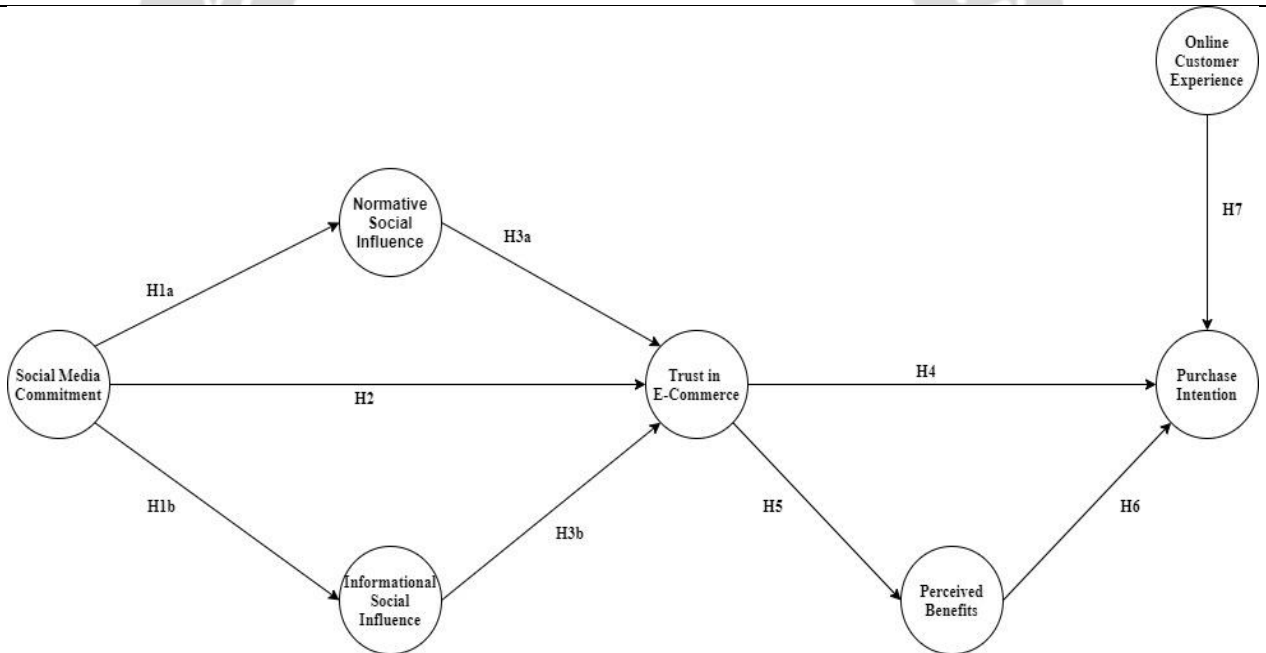 Online
Customer
Experience
H7
Normative
Social
Influence
H3a
H1a
Social Media
Commitment
H2
Trust in
E-Commerce
H4
Purchase
Intention
H1b
H3b
H5
H6
Informational
Social
Influence
Perceived
Benefits